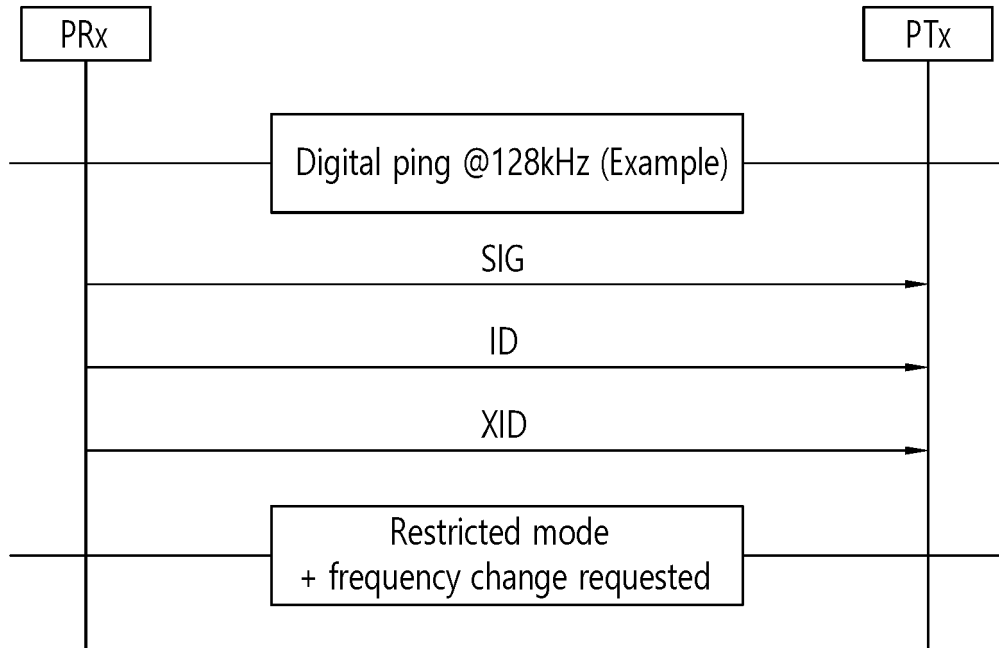 PRx
PTx
Digital ping @128kHz (Example)
SIG
ID
XID
Restricted mode
+ frequency change requested